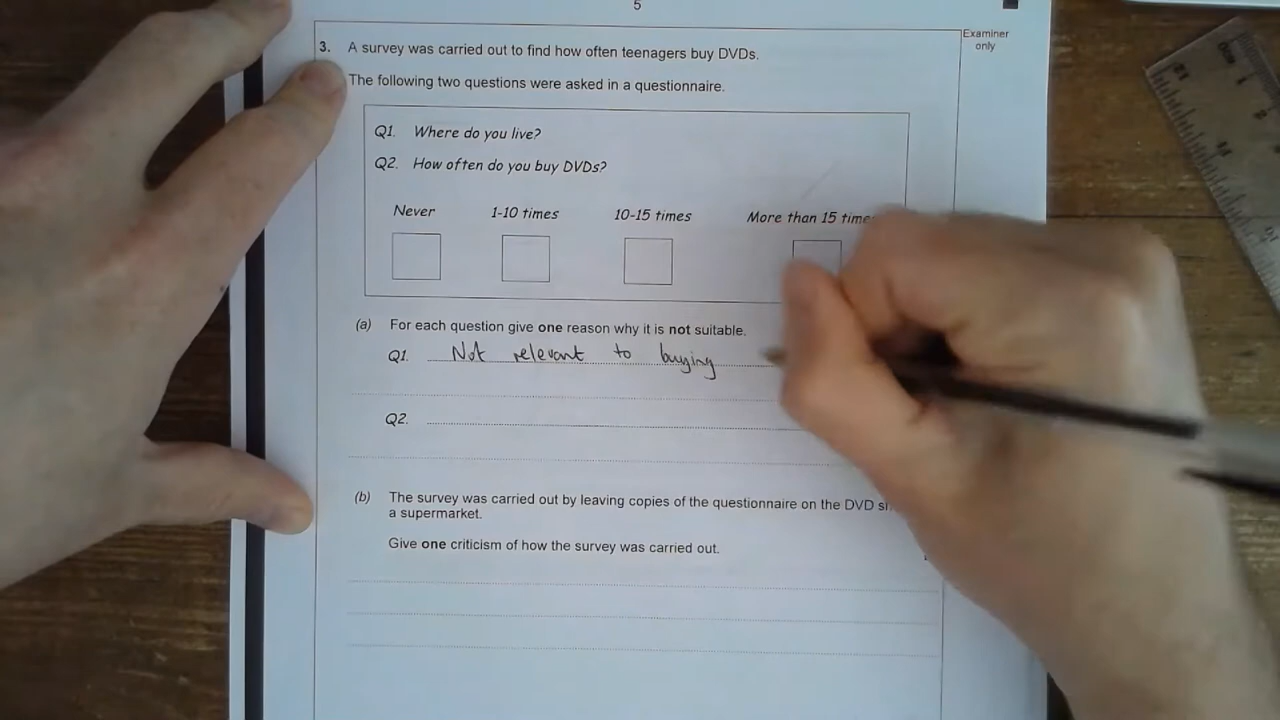 5
Examiner
only
3. A survey was carried out to find how often teenagers buy DVDs.
The following two questions were asked in a questionnaire.
Q1. Where do you live?
Q2. How often do you buy DVDs?
Never 1-10 times 10-15 times More than 15
(a) For each question give one reason why it is not suitable.
Q1. Not relevant to buying
Q2.
(b) The survey was carried out by leaving copies of the questionnaire on the DVD
a supermarket.
Give one criticism of how the survey was carried out.